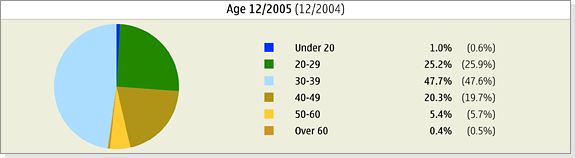 Age 12/2005 (12/2004)
Under 20 1.0% (0.6%)
20-29 25.2% (25.9%)
30-39 47.7% (47.6%)
40-49 20.3% (19.7%)
50-60 5.4% (5.7%)
Over 60 0.4% (0.5%)